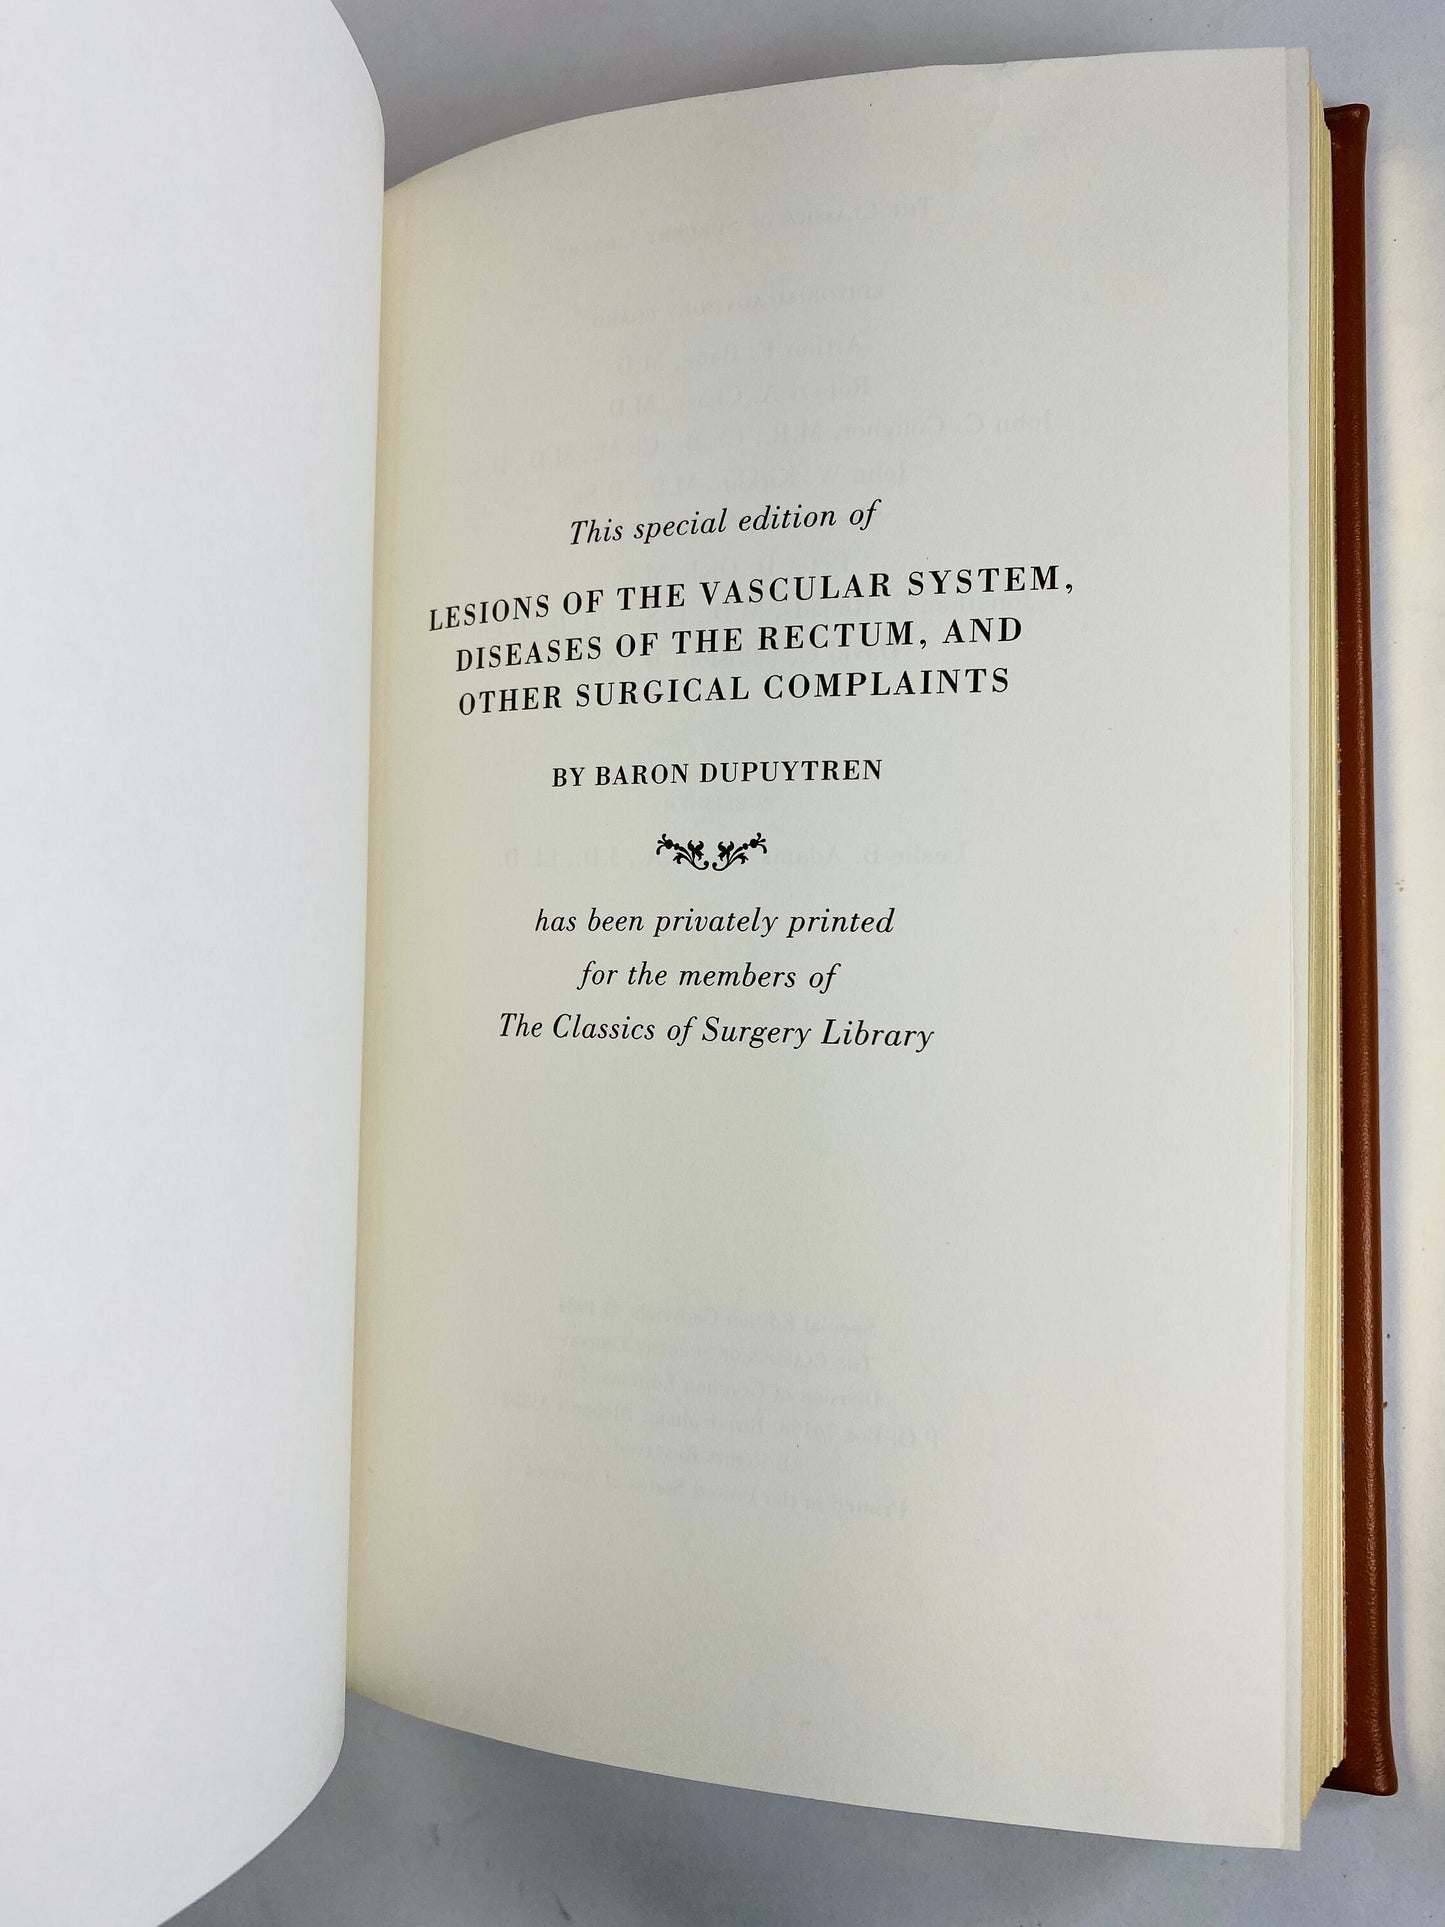 This special edition of
LESIONS OF THE VASCULAR SYSTEM,
DISEASES OF THE RECTUM, AND
OTHER SURGICAL COMPLAINTS
BY BARON DUPUYTREN
has been privately printed
for the members of
The Classics of Surgery Library